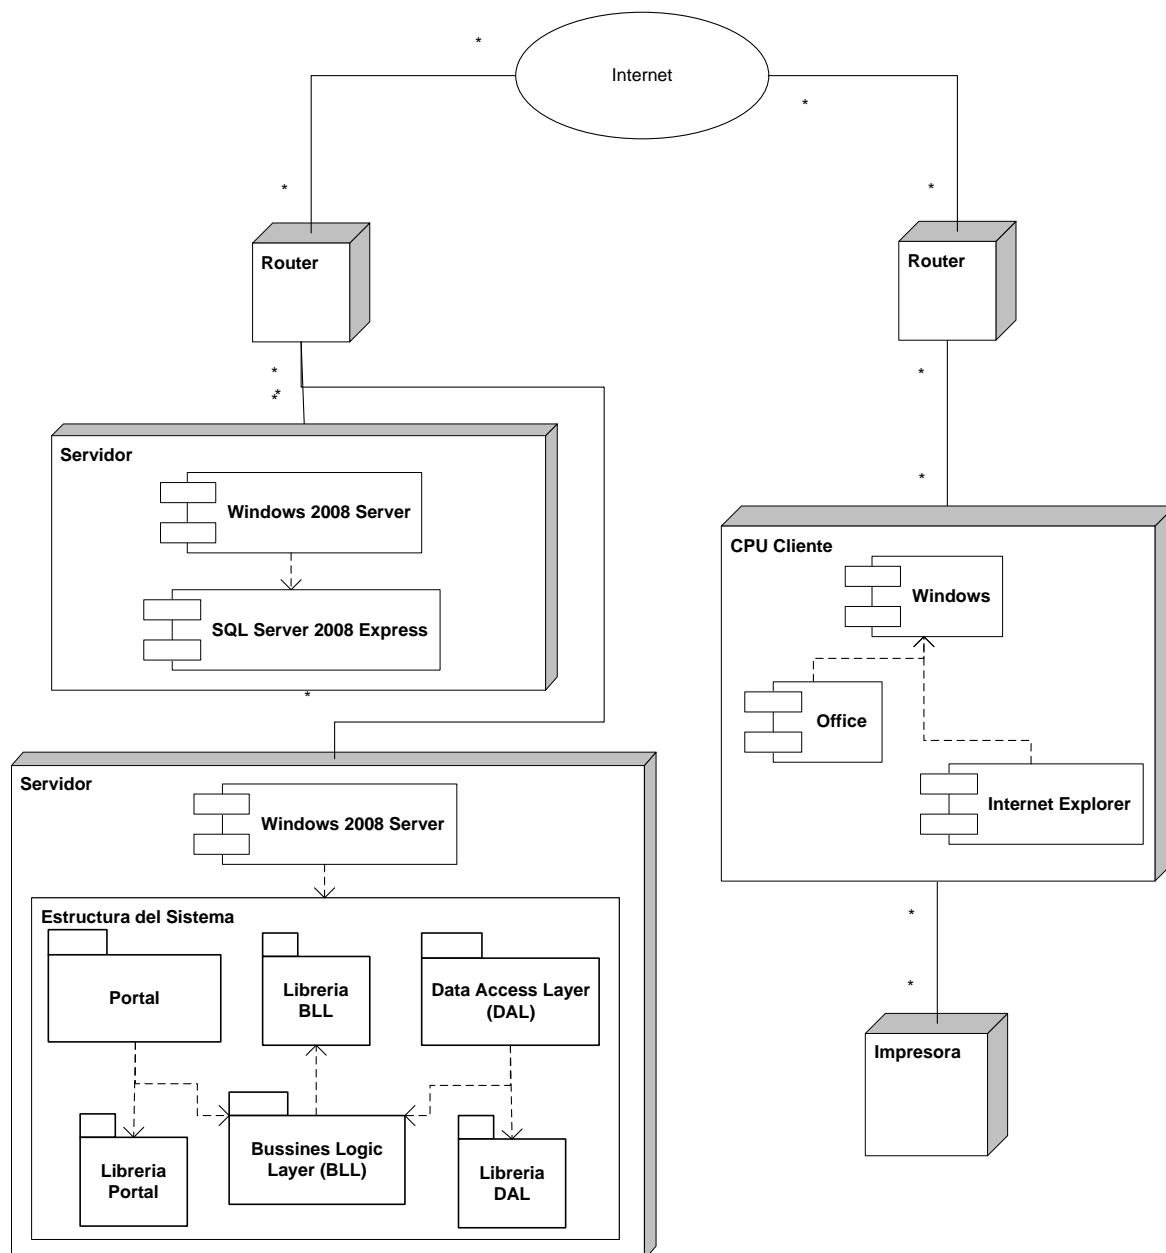 *
Internet
*
*
*
Router
Router
*
*
*
*
*
Servidor
Windows 2008 Server
SQL Server 2008 Express
*
CPU Cliente
Windows
Office
Internet Explorer
*
Servidor
Windows 2008 Server
Estructura del Sistema
Portal
Libreria
BLL
Data Access Layer
(DAL)
Libreria
Portal
Bussines Logic
Layer (BLL)
Libreria
DAL
*
*
Impresora